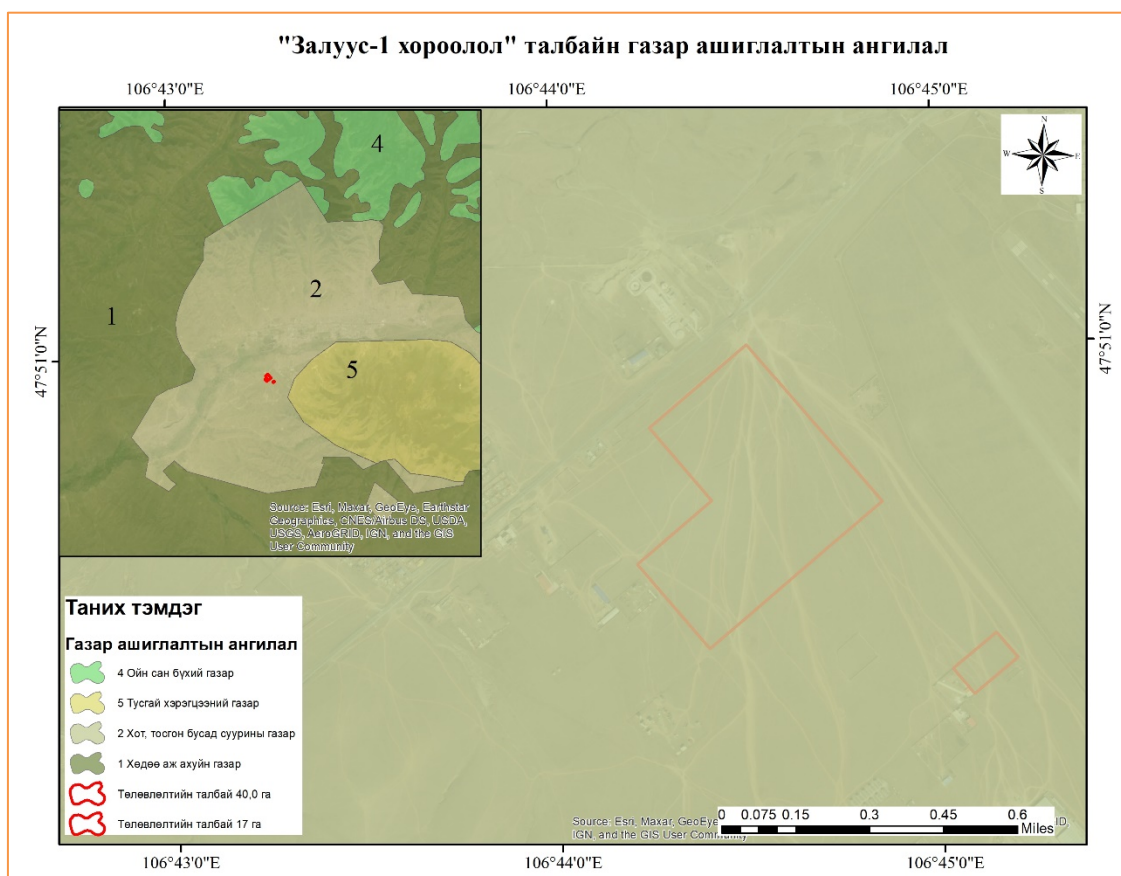 "Залуус-1 хороолол" талбайн газар ашиглалтын ангилал
106°43'0"E
106°44'0"E
106°45'0"E
N
W
E
S
4
2
1
5
47°51'0"N
47°51'0"N
Source: Esri, Maxar, GeoEye, Earthstar
Geographics, CNES/Airbus DS, USDA,
USGS, AeroGRID, IGN, and the GIS
User Community
Таних тэмдэг
Газар ашиглалтын ангилал
4 Ойн сан бүхий газар
5 Тусгай хэрэгцээний газар
2 Хот, тосгон бусад суурины газар
1 Хөдөө аж ахуйн газар
Төлөвлөлтийн талбай 40,0 га
Төлөвлөлтийн талбай 17 га
0 0.075 0.15 0.3 0.45 0.6
Miles
Source: Esri, Maxar, GeoEye
ID,
IGN, and the GIS User Community
106°43'0"E
106°44'0"E
106°45'0"E